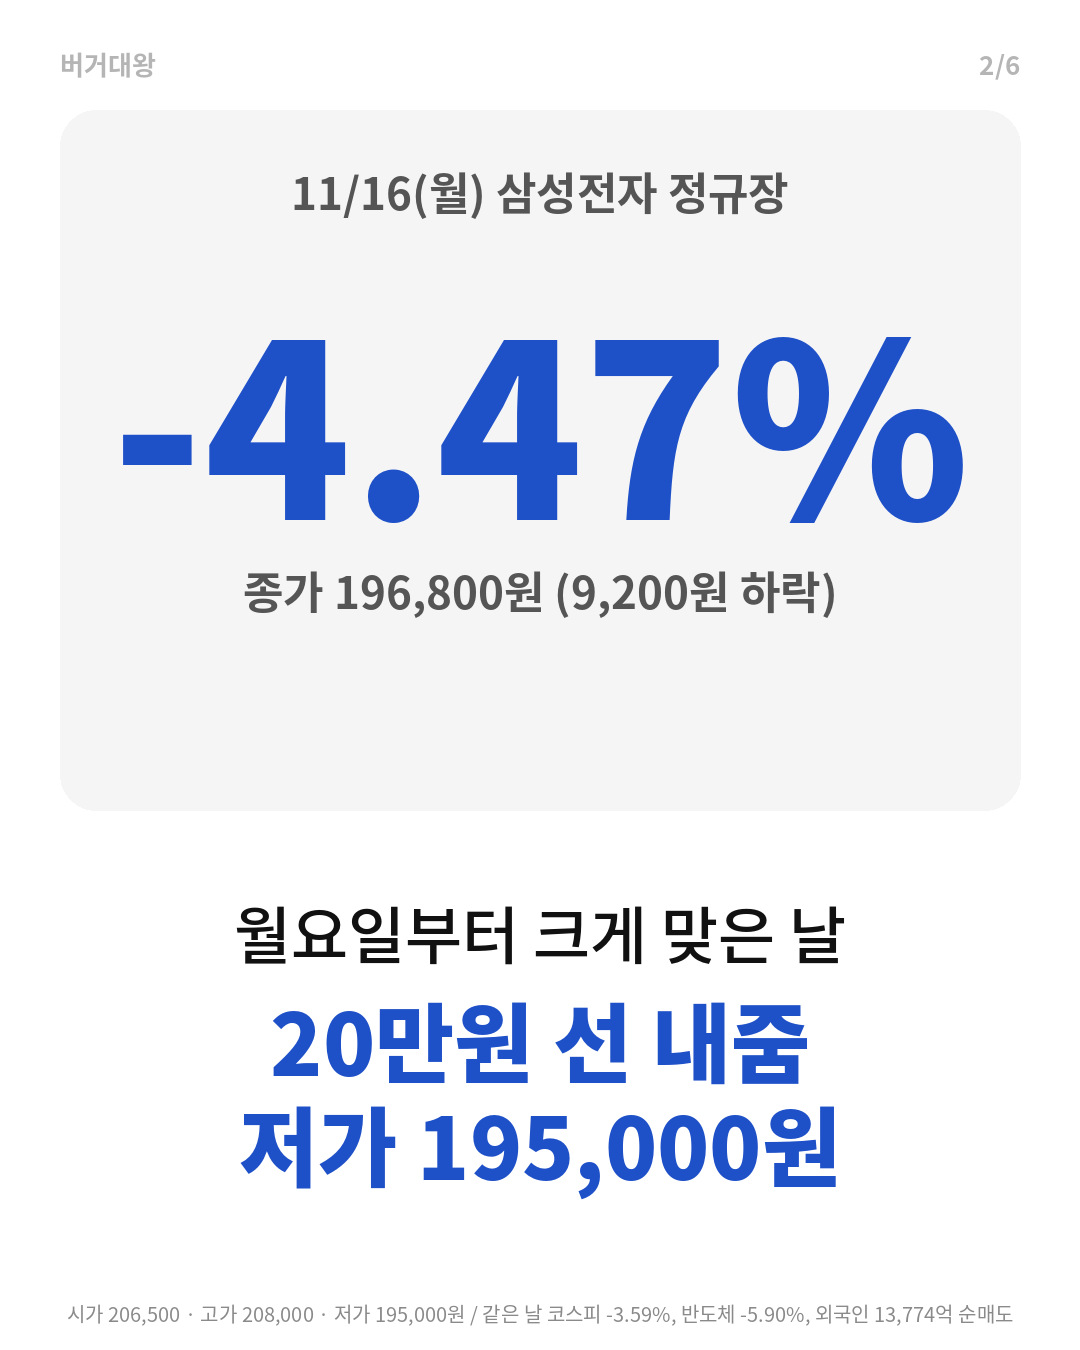 버거대왕
2/6
11/16(월) 삼성전자 정규장
-4.47%
종가 196,800원 (9,200원 하락)
월요일부터 크게 맞은 날
20만원 선 내줌
저가 195,000원
시가 206,500 · 고가 208,000 · 저가 195,000원 / 같은 날 코스피 -3.59%, 반도체 -5.90%, 외국인 13,774억 순매도